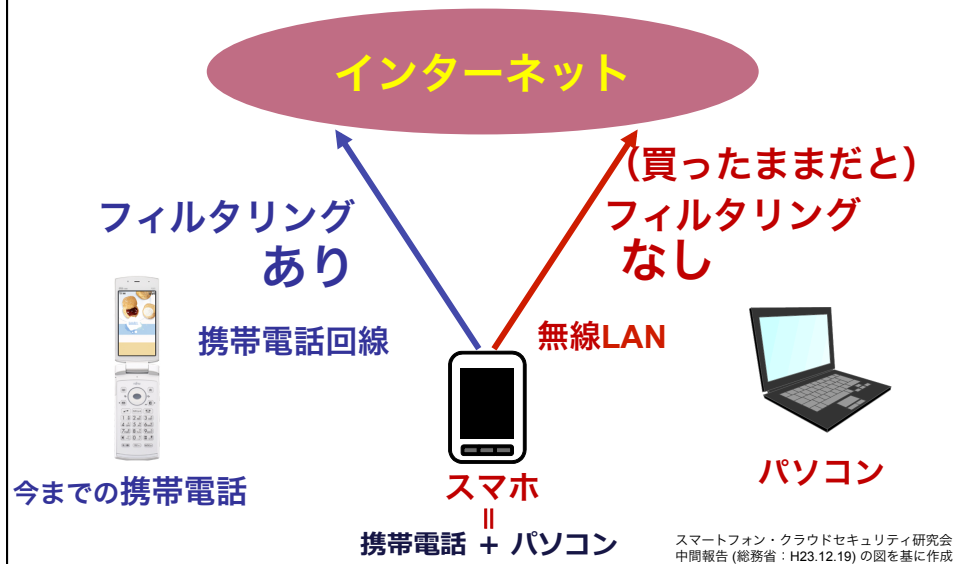 インターネット
（買ったままだと）
フィルタリング
あり
フィルタリング
なし
携帯電話回線
無線LAN
今までの携帯電話
スマホ
||
携帯電話 + パソコン
パソコン
スマートフォン・クラウドセキュリティ研究会
中間報告 (総務省：H23.12.19) の図を基に作成